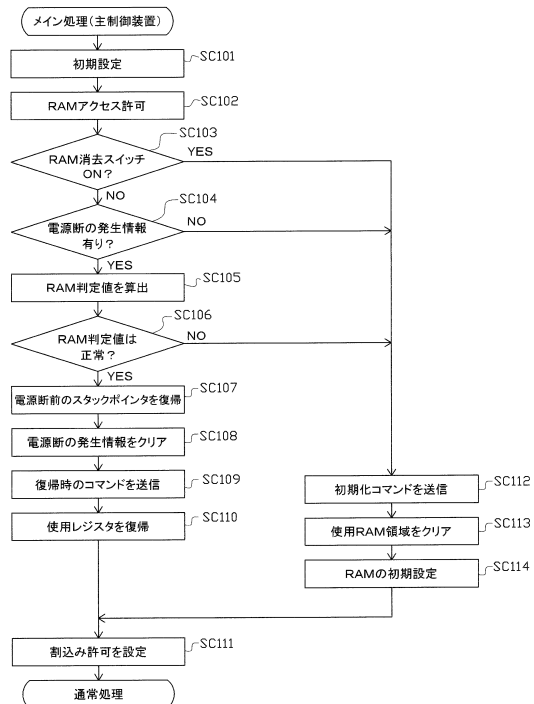 メイン処理(主制御装置)
初期設定
SC101
RAMアクセス許可
SC102
SC103
RAM消去スイッチ
ON?
YES
NO
SC104
電源断の発生情報
有り?
NO
YES
RAM判定値を算出
SC105
SC106
RAM判定値は
正常?
NO
YES
電源断前のスタックポインタを復帰
SC107
電源断の発生情報をクリア
SC108
復帰時のコマンドを送信
SC109
使用レジスタを復帰
SC110
初期化コマンドを送信
SC112
使用RAM領域をクリア
SC113
RAMの初期設定
SC114
割込み許可を設定
SC111
通常処理